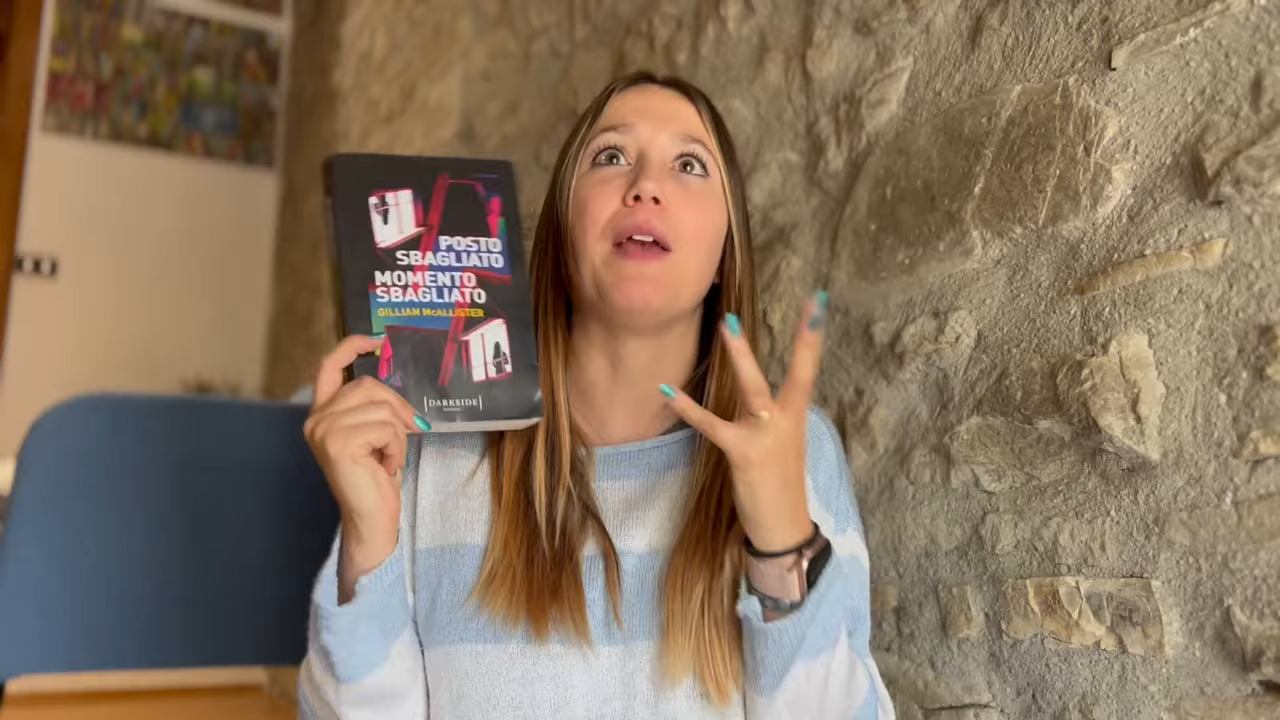 POSTO
SBAGLIATO
MOMENTO
SBAGLIATO
GILLIAN McALLISTER
DARKSIDE